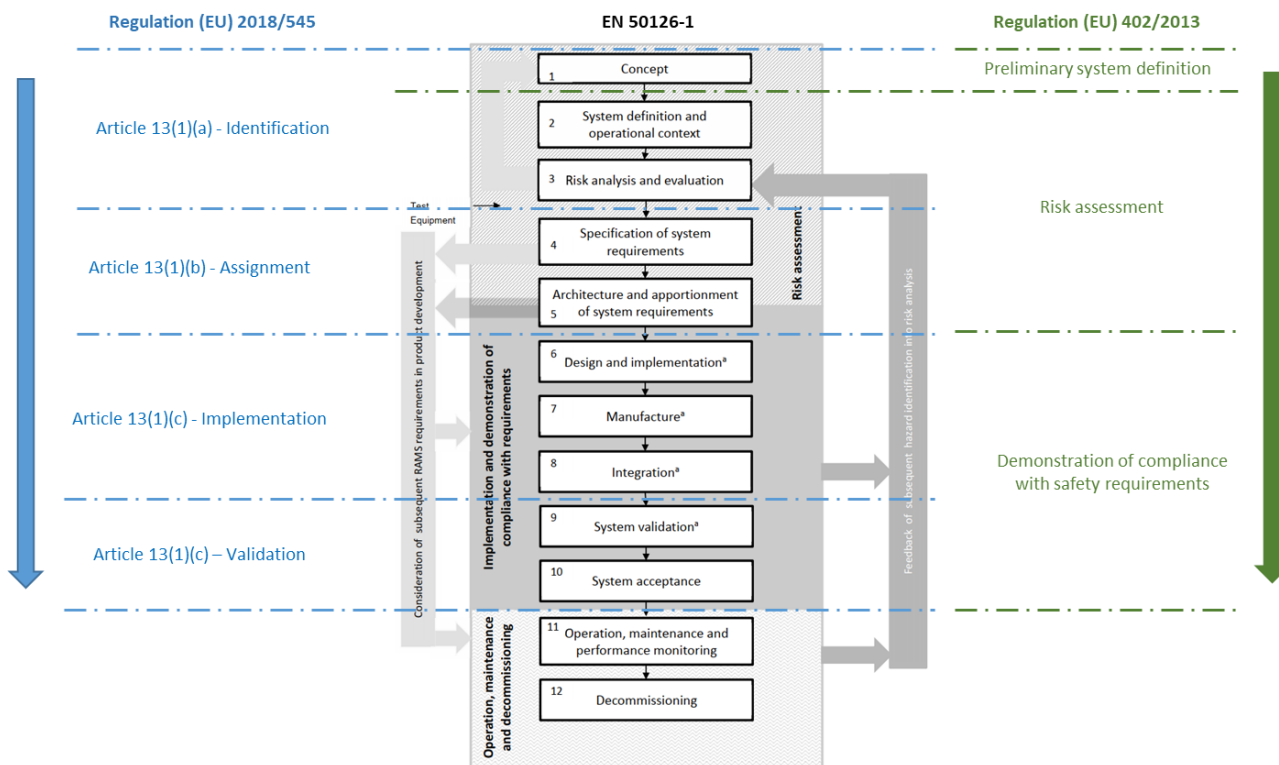 Regulation (EU) 2018/545
EN 50126-1
Regulation (EU) 402/2013
1
Concept
Preliminary system definition
Article 13(1)(a) - Identification
2
System definition and
operational context
3
Risk analysis and evaluation
Test
Equipment
Risk assessment
Risk assessment
Article 13(1)(b) - Assignment
4
Specification of system
requirements
5
Architecture and apportionment
of system requirements
Consideration of subsequent RAMS requirements in product development
Feedback of subsequent hazard identification into risk analysis
Implementation and demonstration of
compliance with requirements
6
Design and implementationᵃ
Article 13(1)(c) - Implementation
7
Manufactureᵃ
8
Integrationᵃ
Demonstration of compliance
with safety requirements
9
System validationᵃ
Article 13(1)(c) – Validation
10
System acceptance
Operation, maintenance
and decommissioning
11
Operation, maintenance and
performance monitoring
12
Decommissioning